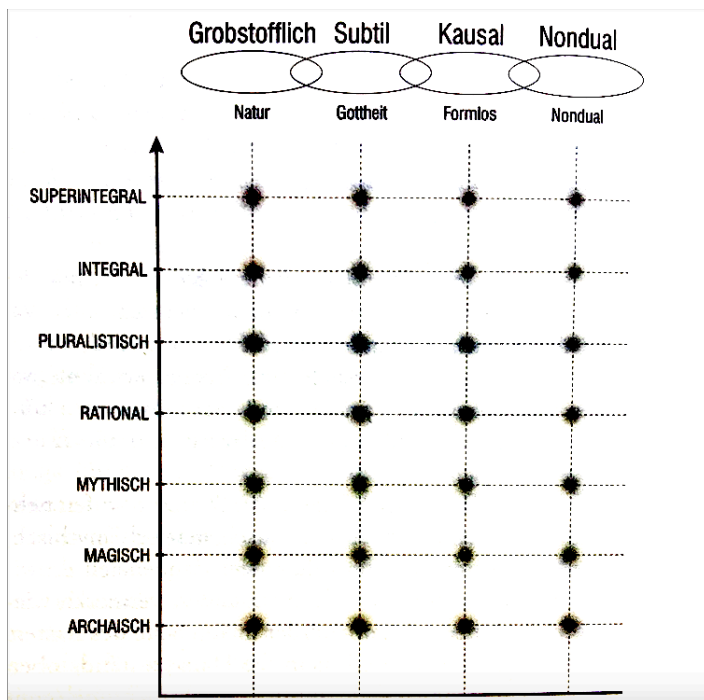 Grobstofflich Subtil Kausal Nondual
Natur Gottheit Formlos Nondual
SUPERINTEGRAL
INTEGRAL
PLURALISTISCH
RATIONAL
MYTHISCH
MAGISCH
ARCHAISCH